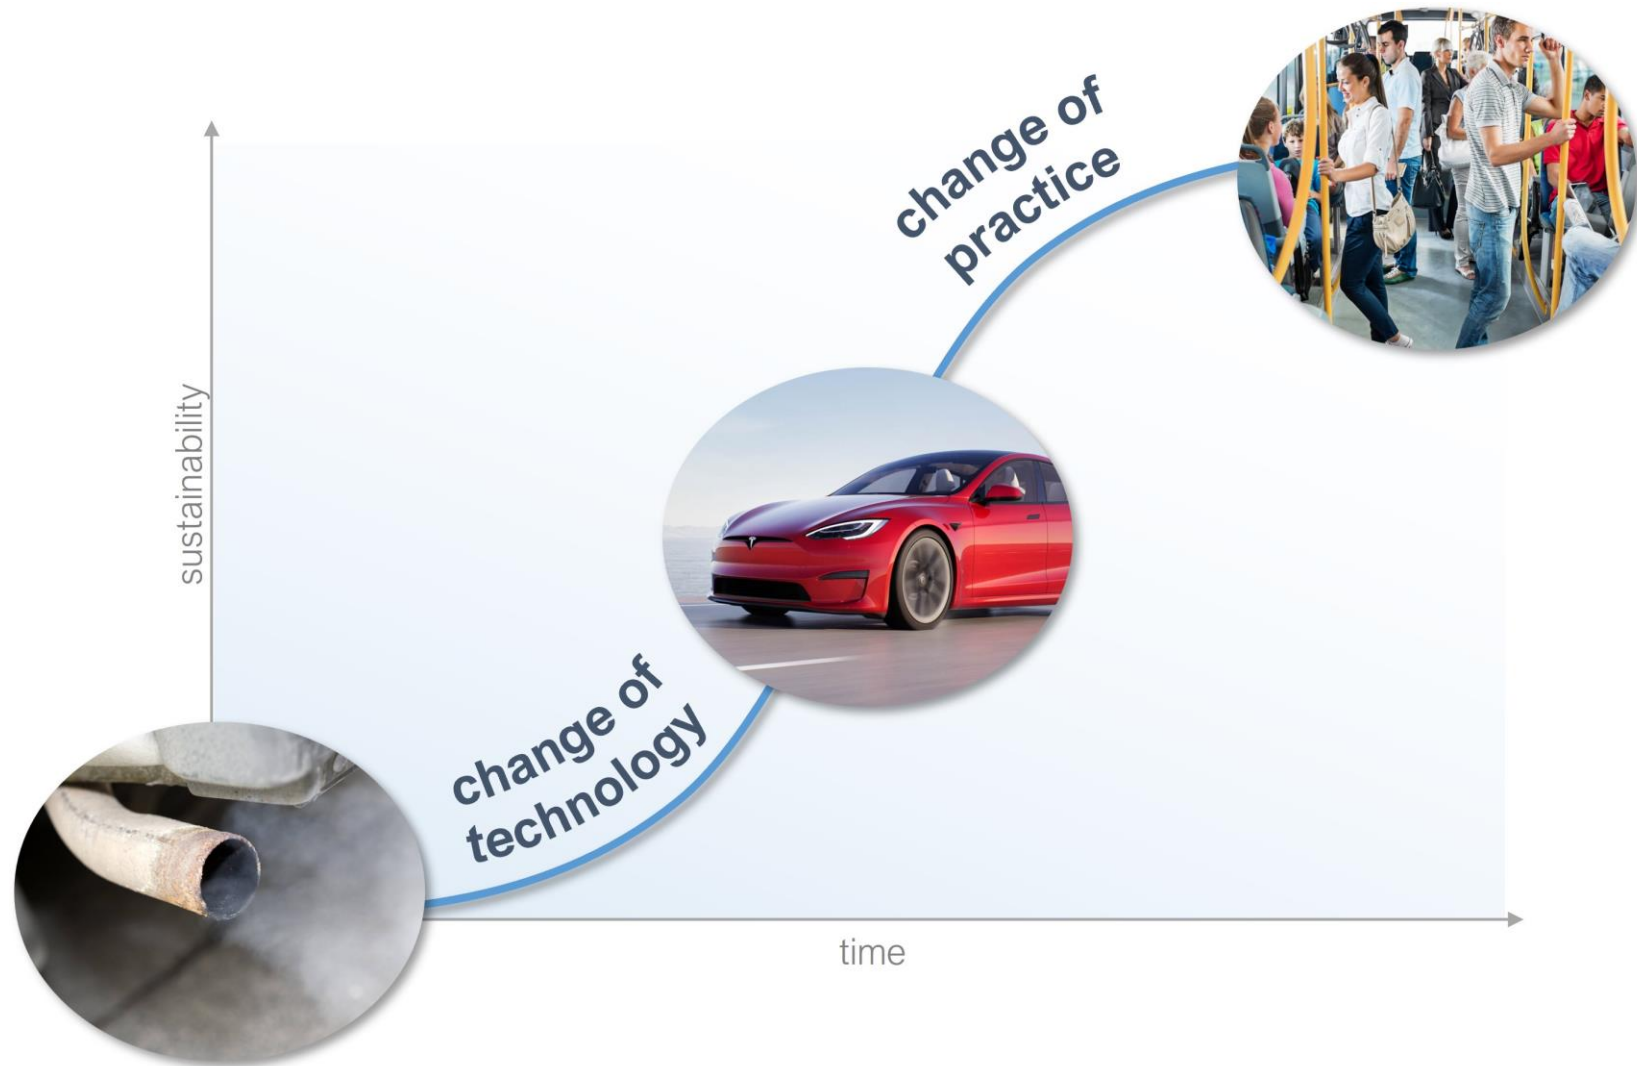 change of
practice
sustainability
change of
technology
time